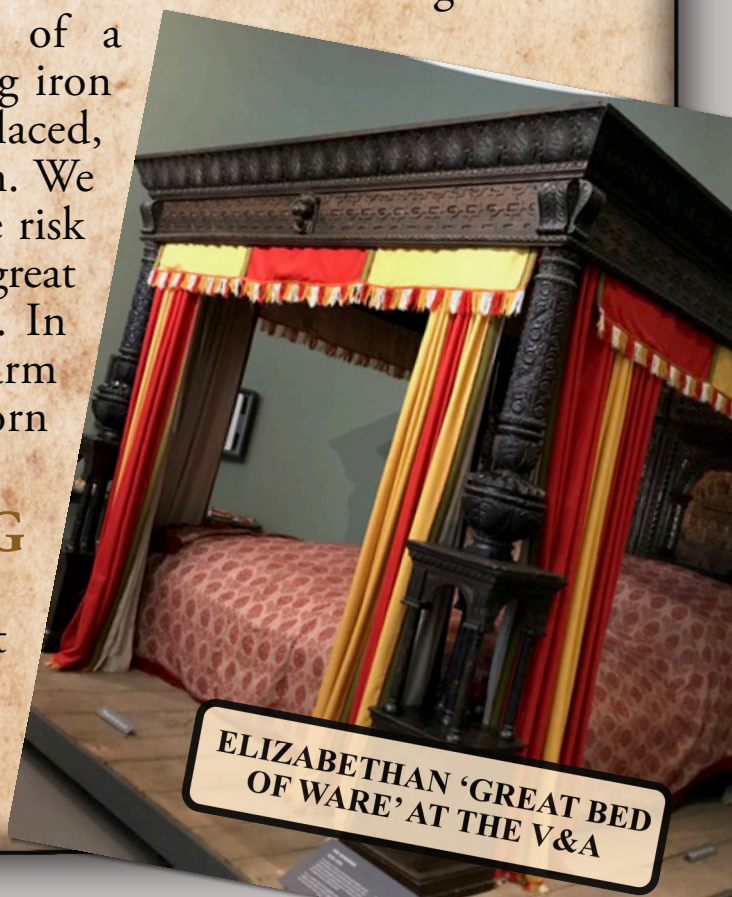 of a
iron
laced,
We
risk
great
In
arm
orn
G
ELIZABETHAN ‘GREAT BED
OF WARE’ AT THE V&A